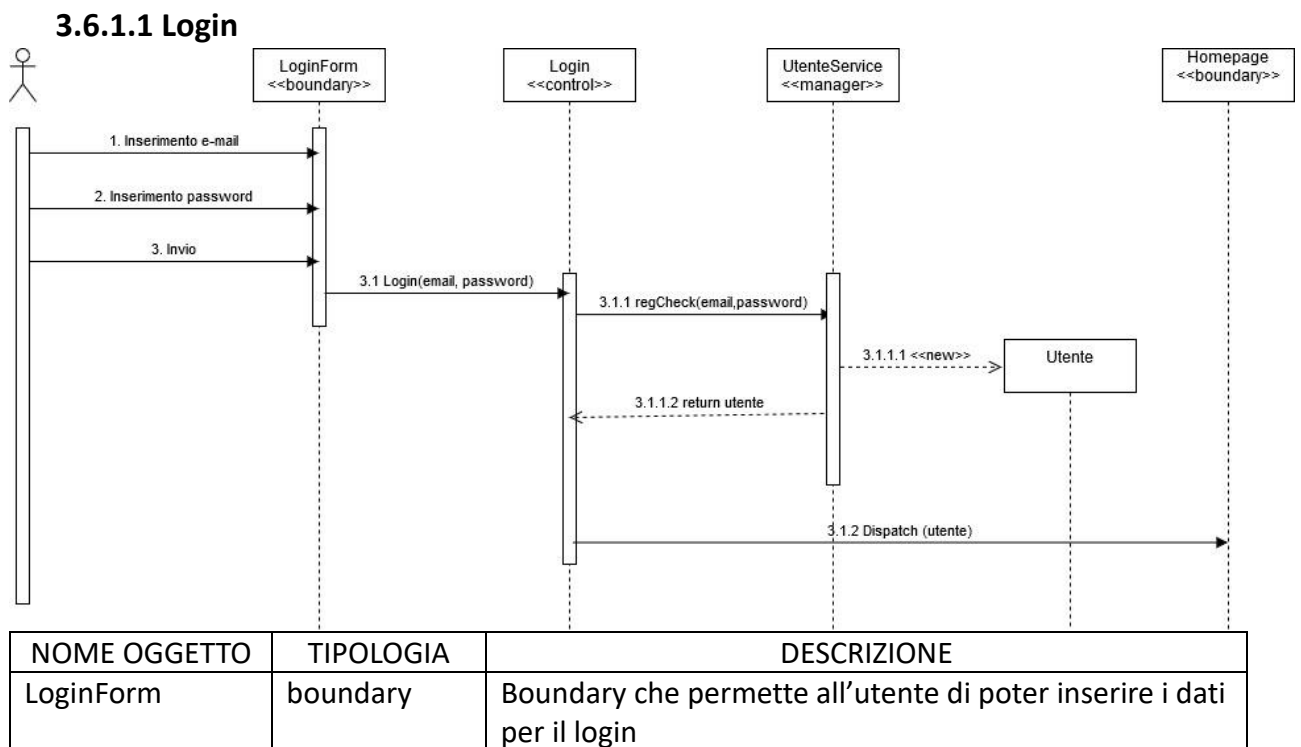 3.6.1.1 Login
LoginForm
<<boundary>>
Login
<<control>>
UtenteService
<<manager>>
Homepage
<<boundary>>
1. Inserimento e-mail
2. Inserimento password
3. Invio
3.1 Login(email, password)
3.1.1 regCheck(email,password)
3.1.1.1 <<new>>
Utente
3.1.1.2 return utente
3.1.2 Dispatch (utente)
NOME OGGETTO
TIPOLOGIA
DESCRIZIONE
LoginForm
boundary
Boundary che permette all’utente di poter inserire i dati
per il login